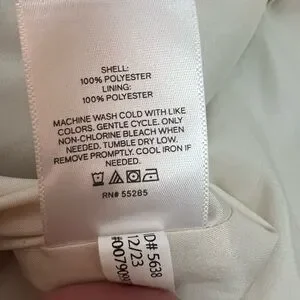 SHELL:
100% POLYESTER
LINING:
100% POLYESTER
MACHINE WASH COLD WITH LIKE
COLORS. GENTLE CYCLE. ONLY
NON-CHLORINE BLEACH WHEN
NEEDED. TUMBLE DRY LOW.
REMOVE PROMPTLY. COOL IRON IF
NEEDED.
RN# 55285
ID# 5638
12/23